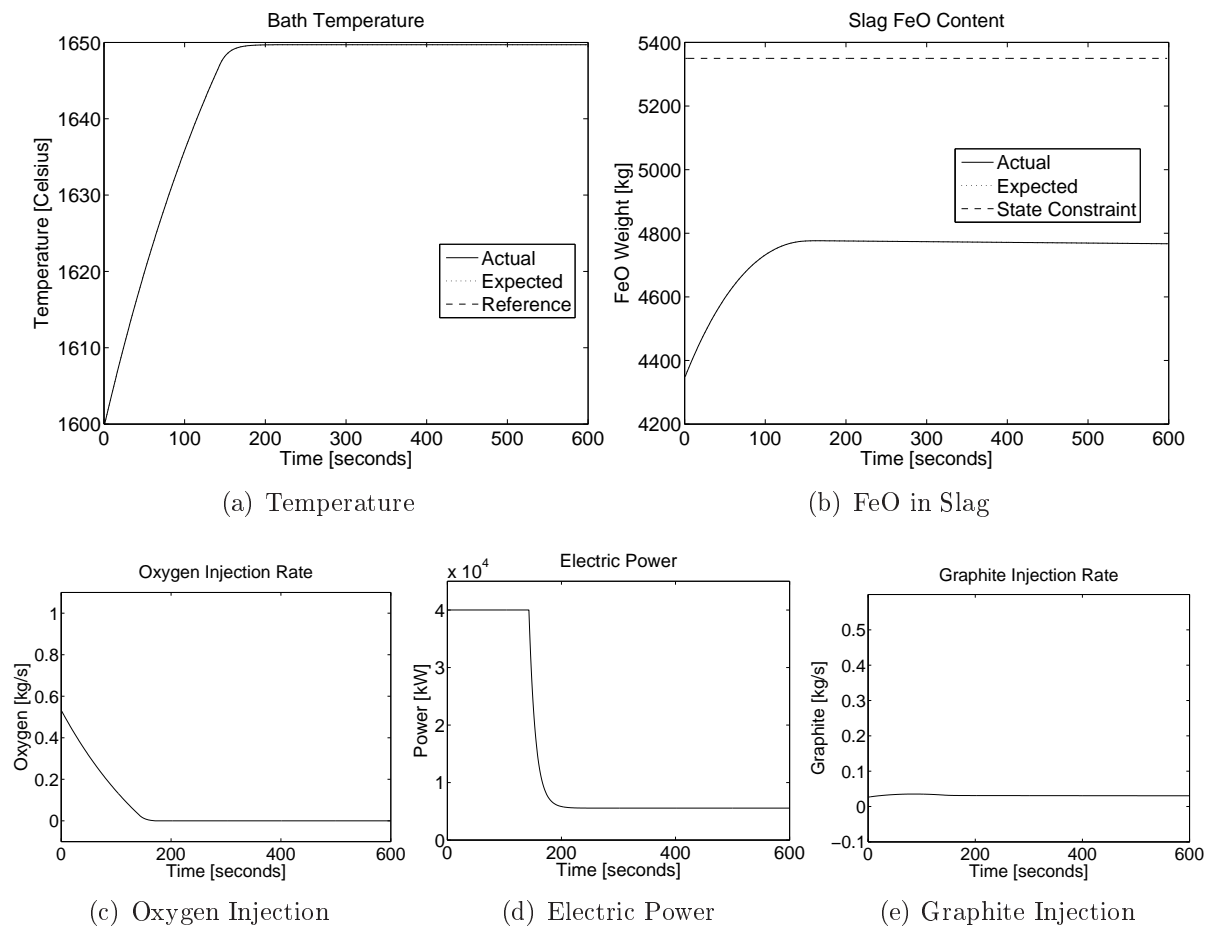 Bath Temperature
1650
1640
1630
1620
1610
1600
Temperature [Celsius]
Actual
Expected
Reference
0 100 200 300 400 500 600
Time [seconds]
(a) Temperature
Slag FeO Content
5400
5200
5000
4800
4600
4400
4200
FeO Weight [kg]
Actual
Expected
State Constraint
0 100 200 300 400 500 600
Time [seconds]
(b) FeO in Slag
Oxygen Injection Rate
1
0.8
0.6
0.4
0.2
0
Oxygen [kg/s]
0 200 400 600
Time [seconds]
(c) Oxygen Injection
Electric Power
x 10^4
4
3
2
1
0
Power [kW]
0 200 400 600
Time [seconds]
(d) Electric Power
Graphite Injection Rate
0.5
0.4
0.3
0.2
0.1
0
−0.1
Graphite [kg/s]
0 200 400 600
Time [seconds]
(e) Graphite Injection